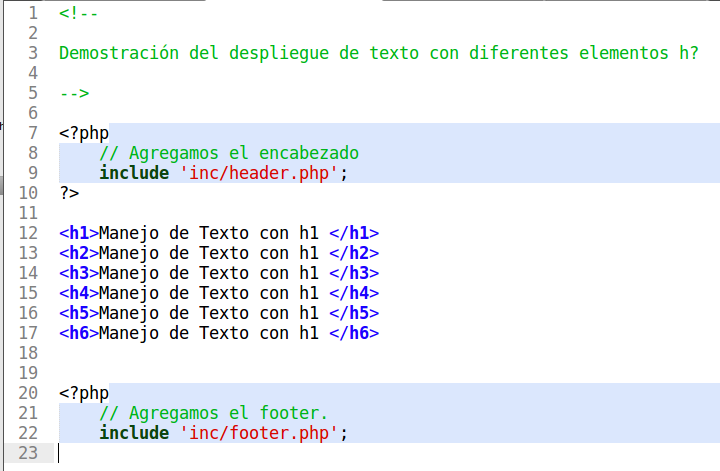 1 <!--
2
3 Demostración del despliegue de texto con diferentes elementos h?
4
5 -->
6
7 <?php
8 // Agregamos el encabezado
9 include 'inc/header.php';
10 ?>
11
12 <h1>Manejo de Texto con h1 </h1>
13 <h2>Manejo de Texto con h1 </h2>
14 <h3>Manejo de Texto con h1 </h3>
15 <h4>Manejo de Texto con h1 </h4>
16 <h5>Manejo de Texto con h1 </h5>
17 <h6>Manejo de Texto con h1 </h6>
18
19
20 <?php
21 // Agregamos el footer.
22 include 'inc/footer.php';
23